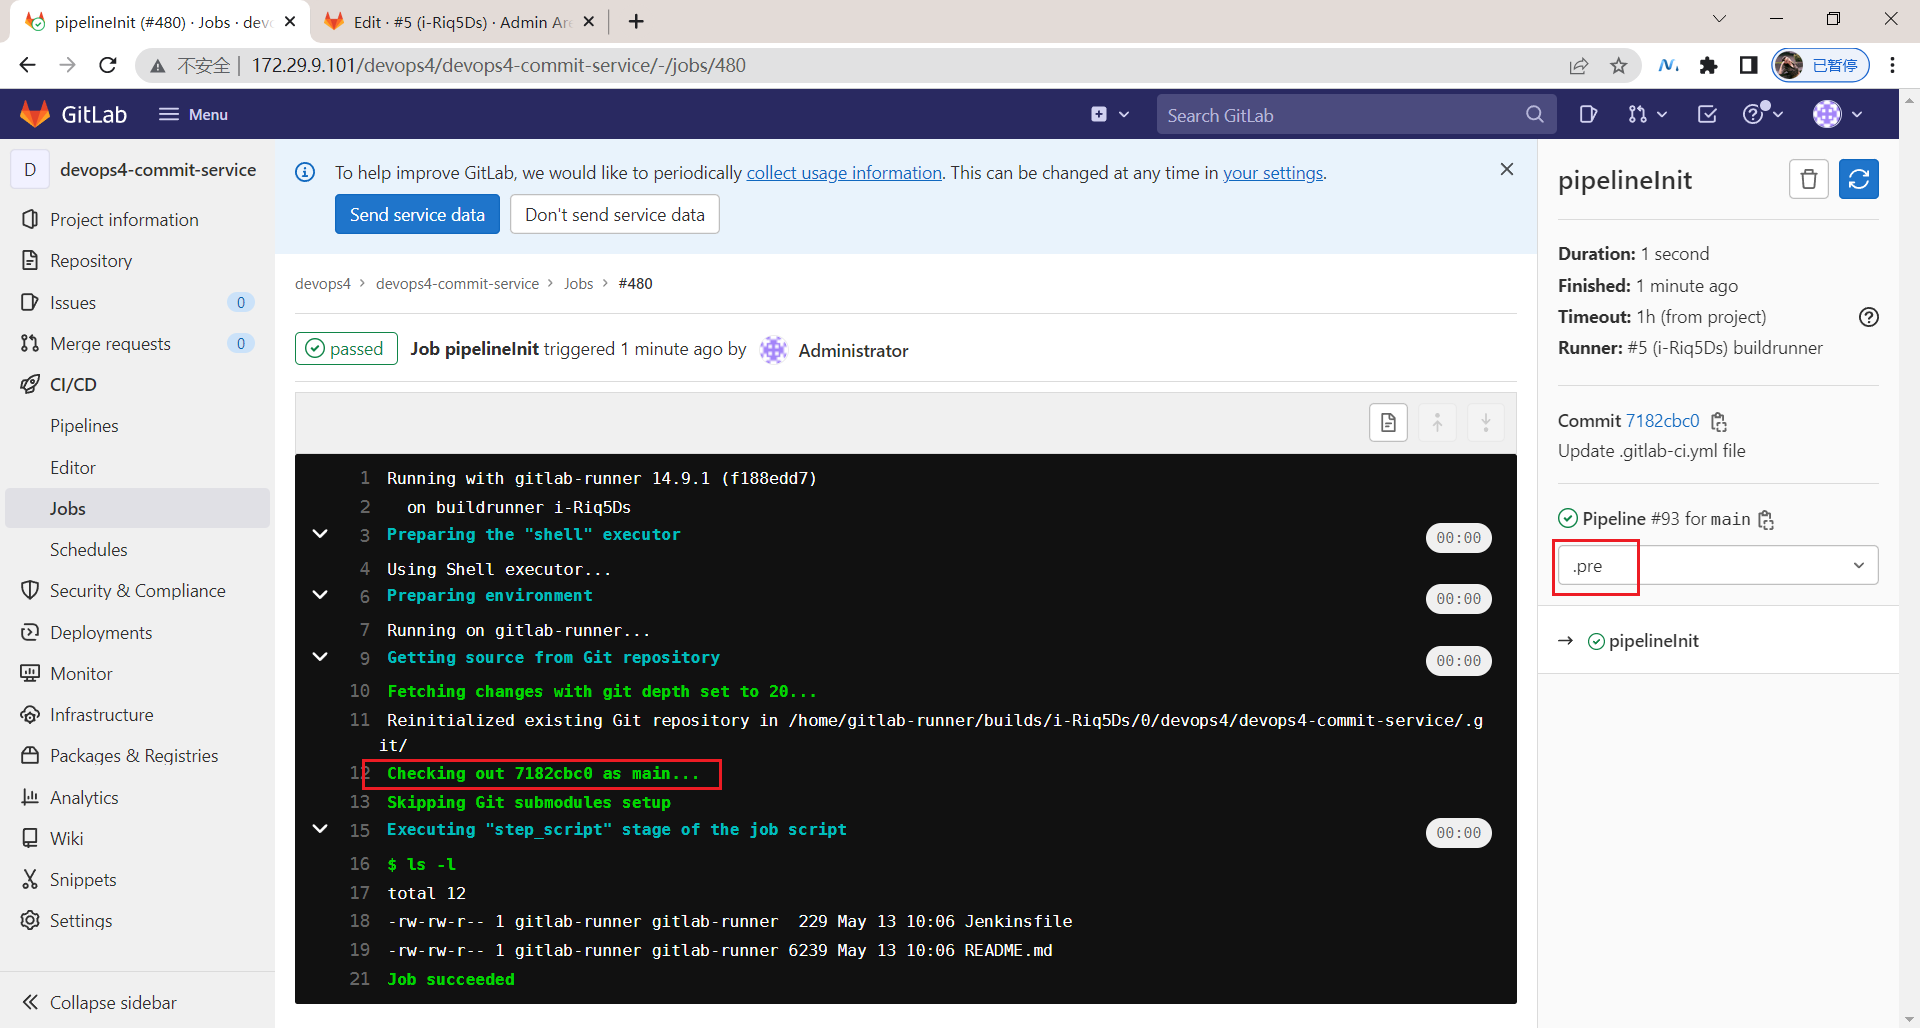 pipelineInit (#480) · Jobs · devo
Edit · #5 (i-Riq5Ds) · Admin Are
不安全
172.29.9.101/devops4/devops4-commit-service/-/jobs/480
已暂停
GitLab
Menu
Search GitLab
D
devops4-commit-service
Project information
Repository
Issues 0
Merge requests 0
CI/CD
Pipelines
Editor
Jobs
Schedules
Security & Compliance
Deployments
Monitor
Infrastructure
Packages & Registries
Analytics
Wiki
Snippets
Settings
Collapse sidebar
To help improve GitLab, we would like to periodically collect usage information. This can be changed at any time in your settings.
Send service data
Don't send service data
devops4 > devops4-commit-service > Jobs > #480
passed
Job pipelineInit triggered 1 minute ago by Administrator
1 Running with gitlab-runner 14.9.1 (f188edd7)
2 on buildrunner i-Riq5Ds
3 Preparing the "shell" executor 00:00
4 Using Shell executor...
6 Preparing environment 00:00
7 Running on gitlab-runner...
9 Getting source from Git repository 00:00
10 Fetching changes with git depth set to 20...
11 Reinitialized existing Git repository in /home/gitlab-runner/builds/i-Riq5Ds/0/devops4/devops4-commit-service/.g
it/
12 Checking out 7182cbc0 as main...
13 Skipping Git submodules setup
15 Executing "step_script" stage of the job script 00:00
16 $ ls -l
17 total 12
18 -rw-rw-r-- 1 gitlab-runner gitlab-runner  229 May 13 10:06 Jenkinsfile
19 -rw-rw-r-- 1 gitlab-runner gitlab-runner 6239 May 13 10:06 README.md
21 Job succeeded
pipelineInit
Duration: 1 second
Finished: 1 minute ago
Timeout: 1h (from project)
Runner: #5 (i-Riq5Ds) buildrunner
Commit 7182cbc0
Update .gitlab-ci.yml file
Pipeline #93 for main
.pre
→ pipelineInit